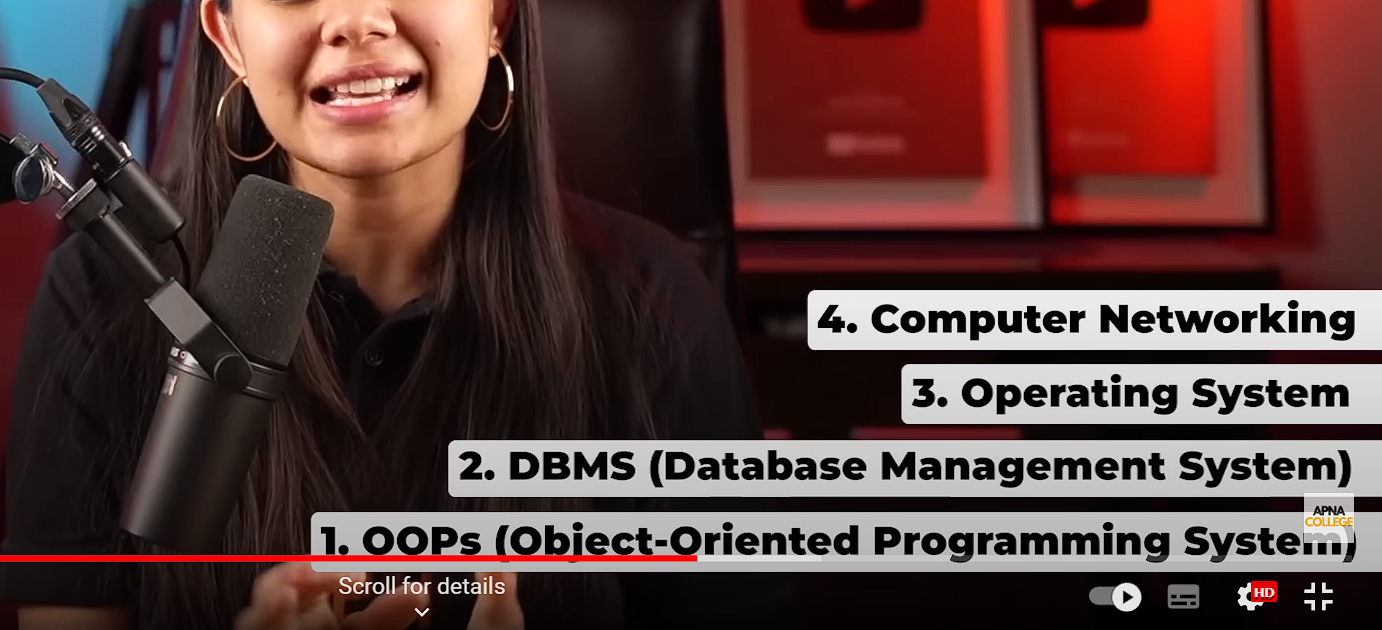 4. Computer Networking
3. Operating System
2. DBMS (Database Management System)
APNA
COLLEGE
1. OOPs (Object-Oriented Programming System)
Scroll for details
HD